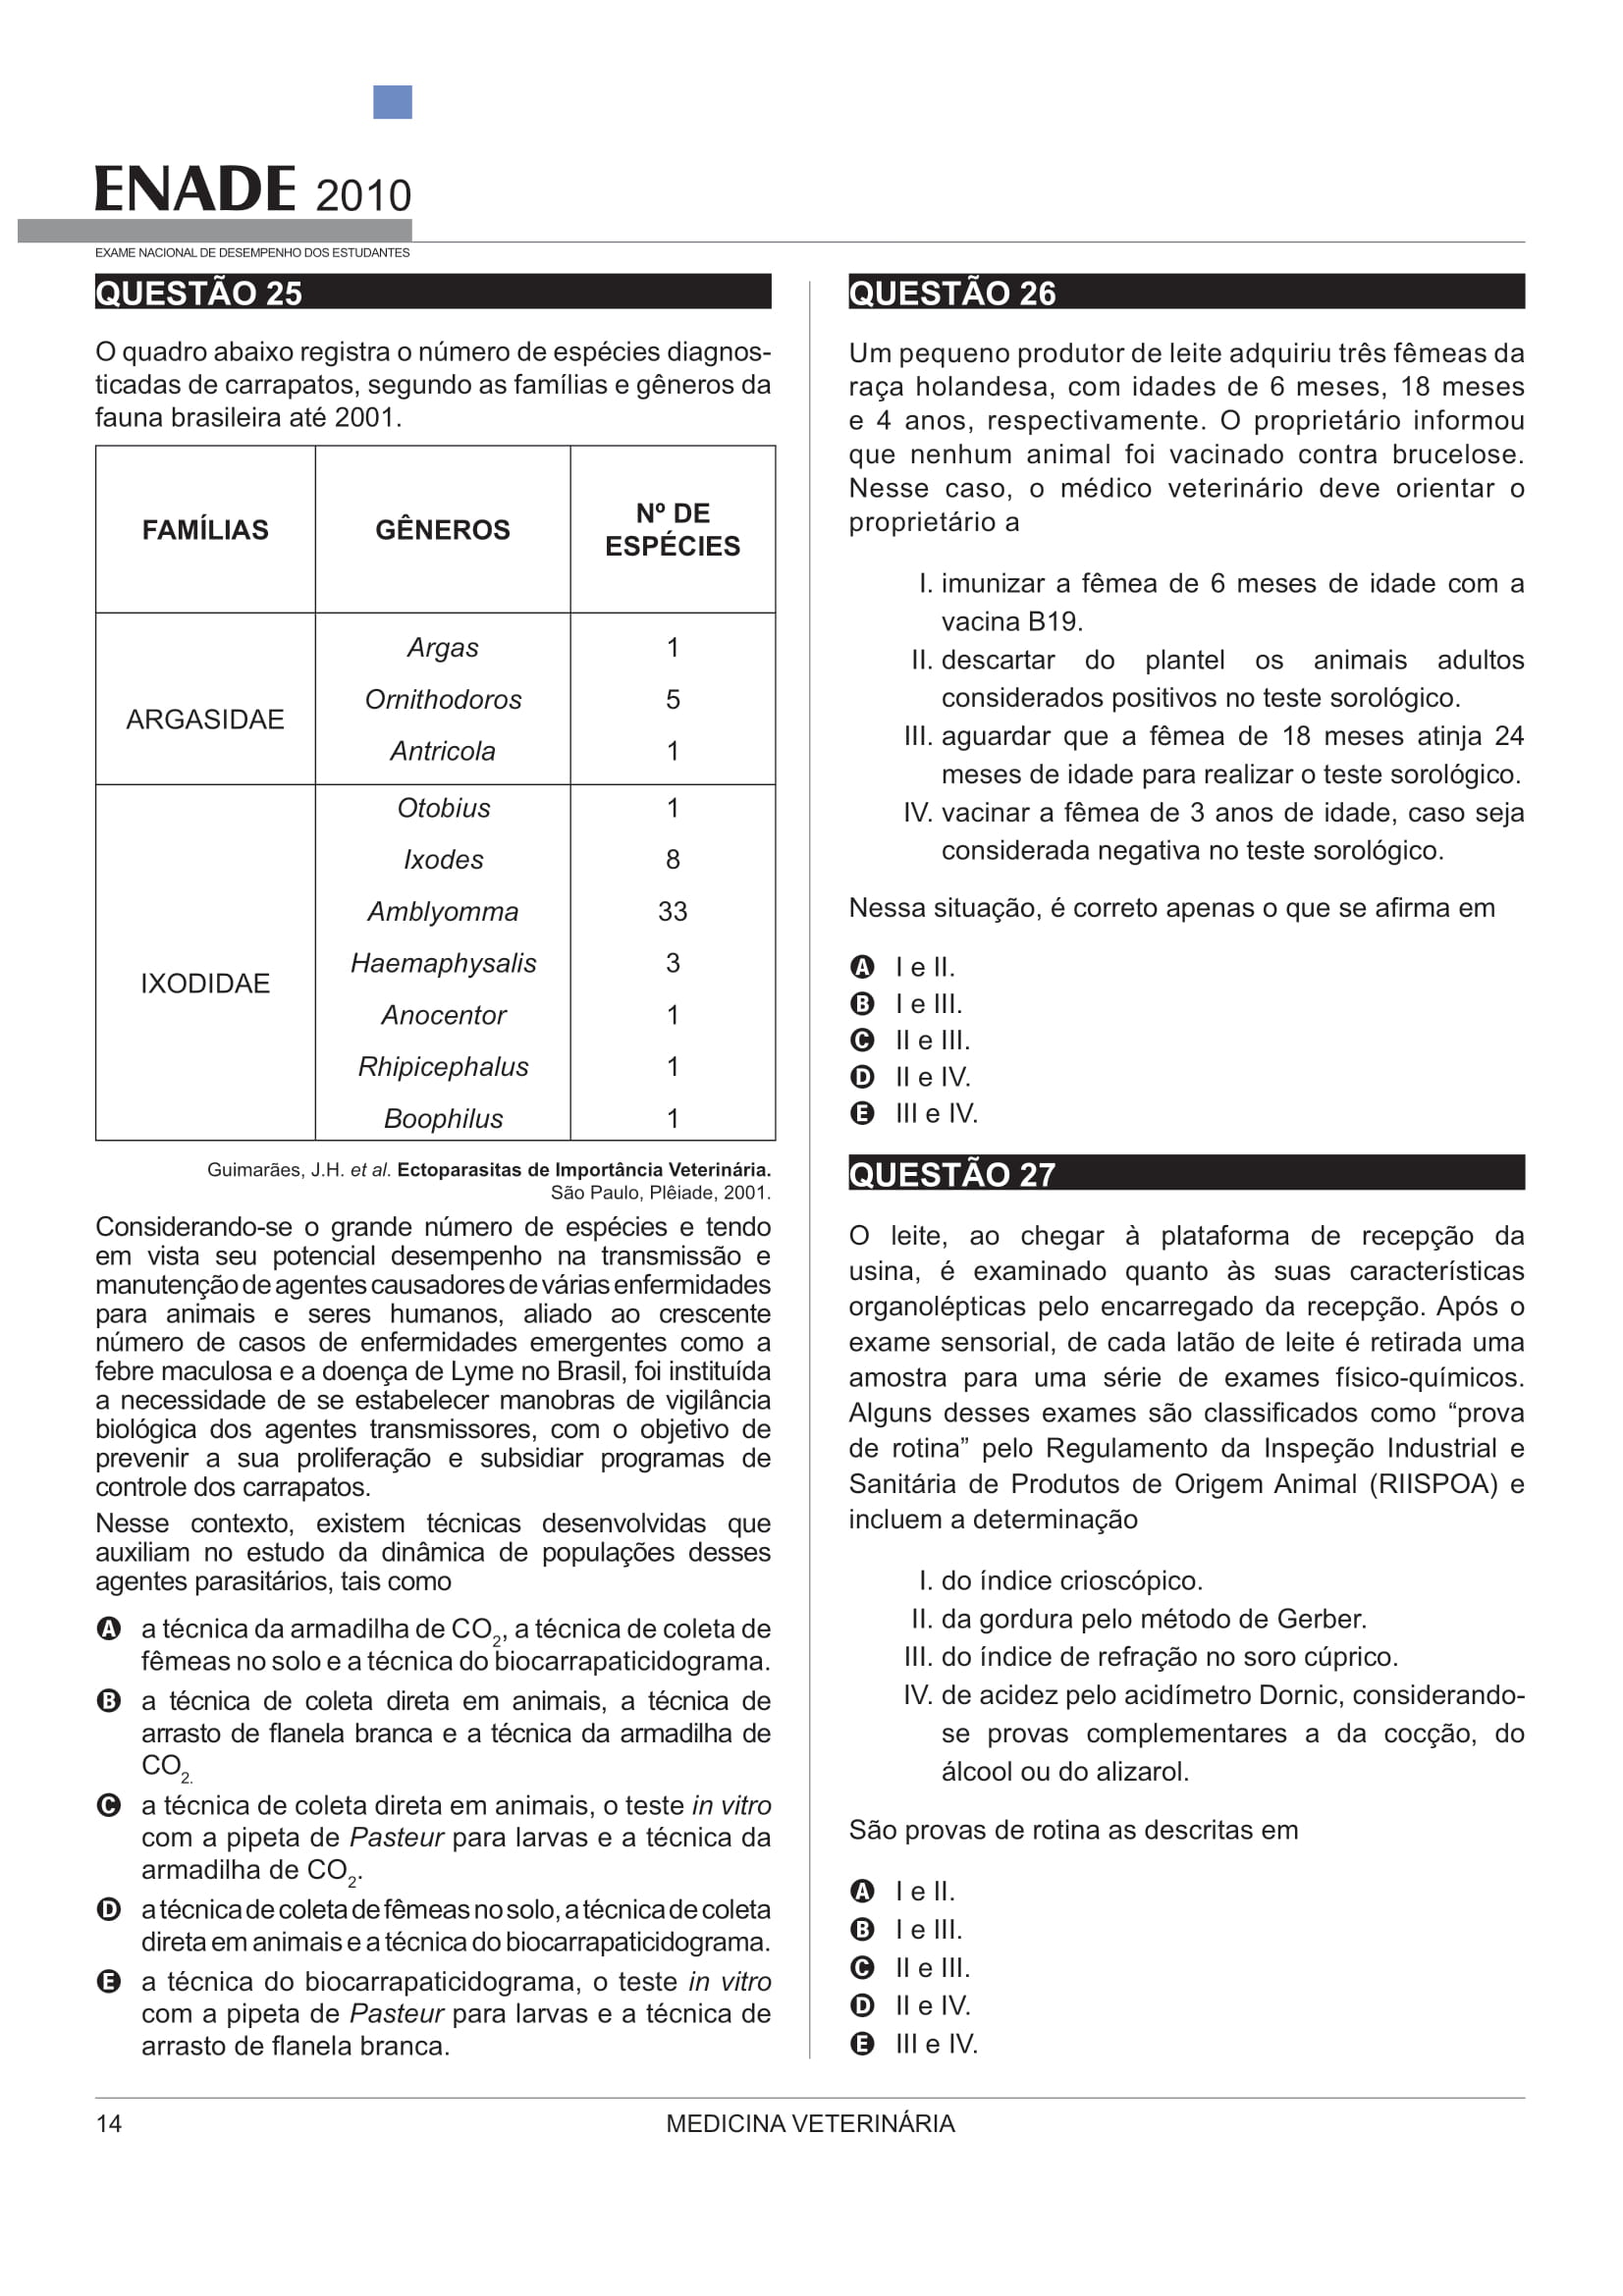 ENADE 2010
EXAME NACIONAL DE DESEMPENHO DOS ESTUDANTES
QUESTÃO 25
O quadro abaixo registra o número de espécies diagnos-
ticadas de carrapatos, segundo as famílias e gêneros da
fauna brasileira até 2001.
FAMÍLIAS GÊNEROS Nº DE
ESPÉCIES
ARGASIDAE
Argas 1
Ornithodoros 5
Antricola 1
IXODIDAE
Otobius 1
Ixodes 8
Amblyomma 33
Haemaphysalis 3
Anocentor 1
Rhipicephalus 1
Boophilus 1
Guimarães, J.H. et al. Ectoparasitas de Importância Veterinária.
São Paulo, Plêiade, 2001.
Considerando-se o grande número de espécies e tendo
em vista seu potencial desempenho na transmissão e
manutenção de agentes causadores de várias enfermidades
para animais e seres humanos, aliado ao crescente
número de casos de enfermidades emergentes como a
febre maculosa e a doença de Lyme no Brasil, foi instituída
a necessidade de se estabelecer manobras de vigilância
biológica dos agentes transmissores, com o objetivo de
prevenir a sua proliferação e subsidiar programas de
controle dos carrapatos.
Nesse contexto, existem técnicas desenvolvidas que
auxiliam no estudo da dinâmica de populações desses
agentes parasitários, tais como
A a técnica da armadilha de CO2, a técnica de coleta de
fêmeas no solo e a técnica do biocarrapaticidograma.
B a técnica de coleta direta em animais, a técnica de
arrasto de flanela branca e a técnica da armadilha de
CO2.
C a técnica de coleta direta em animais, o teste in vitro
com a pipeta de Pasteur para larvas e a técnica da
armadilha de CO2.
D a técnica de coleta de fêmeas no solo, a técnica de coleta
direta em animais e a técnica do biocarrapaticidograma.
E a técnica do biocarrapaticidograma, o teste in vitro
com a pipeta de Pasteur para larvas e a técnica de
arrasto de flanela branca.
QUESTÃO 26
Um pequeno produtor de leite adquiriu três fêmeas da
raça holandesa, com idades de 6 meses, 18 meses
e 4 anos, respectivamente. O proprietário informou
que nenhum animal foi vacinado contra brucelose.
Nesse caso, o médico veterinário deve orientar o
proprietário a
I. imunizar a fêmea de 6 meses de idade com a
vacina B19.
II. descartar do plantel os animais adultos
considerados positivos no teste sorológico.
III. aguardar que a fêmea de 18 meses atinja 24
meses de idade para realizar o teste sorológico.
IV. vacinar a fêmea de 3 anos de idade, caso seja
considerada negativa no teste sorológico.
Nessa situação, é correto apenas o que se afirma em
A I e II.
B I e III.
C II e III.
D II e IV.
E III e IV.
QUESTÃO 27
O leite, ao chegar à plataforma de recepção da
usina, é examinado quanto às suas características
organolépticas pelo encarregado da recepção. Após o
exame sensorial, de cada latão de leite é retirada uma
amostra para uma série de exames físico-químicos.
Alguns desses exames são classificados como “prova
de rotina” pelo Regulamento da Inspeção Industrial e
Sanitária de Produtos de Origem Animal (RIISPOA) e
incluem a determinação
I. do índice crioscópico.
II. da gordura pelo método de Gerber.
III. do índice de refração no soro cúprico.
IV. de acidez pelo acidímetro Dornic, considerando-
se provas complementares a da cocção, do
álcool ou do alizarol.
São provas de rotina as descritas em
A I e II.
B I e III.
C II e III.
D II e IV.
E III e IV.
14
MEDICINA VETERINÁRIA